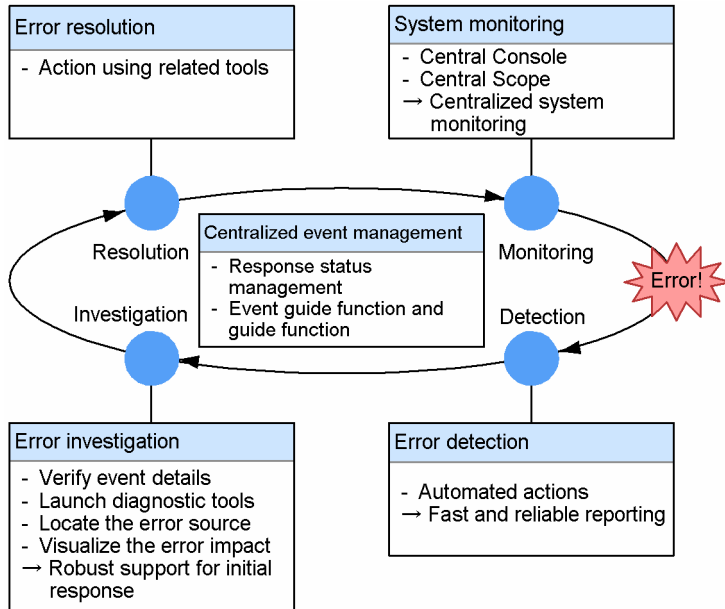 Error resolution
- Action using related tools
System monitoring
- Central Console
- Central Scope
→ Centralized system
monitoring
Resolution
Monitoring
Error!
Centralized event management
- Response status
management
- Event guide function and
guide function
Investigation
Detection
Error investigation
- Verify event details
- Launch diagnostic tools
- Locate the error source
- Visualize the error impact
→ Robust support for initial
response
Error detection
- Automated actions
→ Fast and reliable reporting